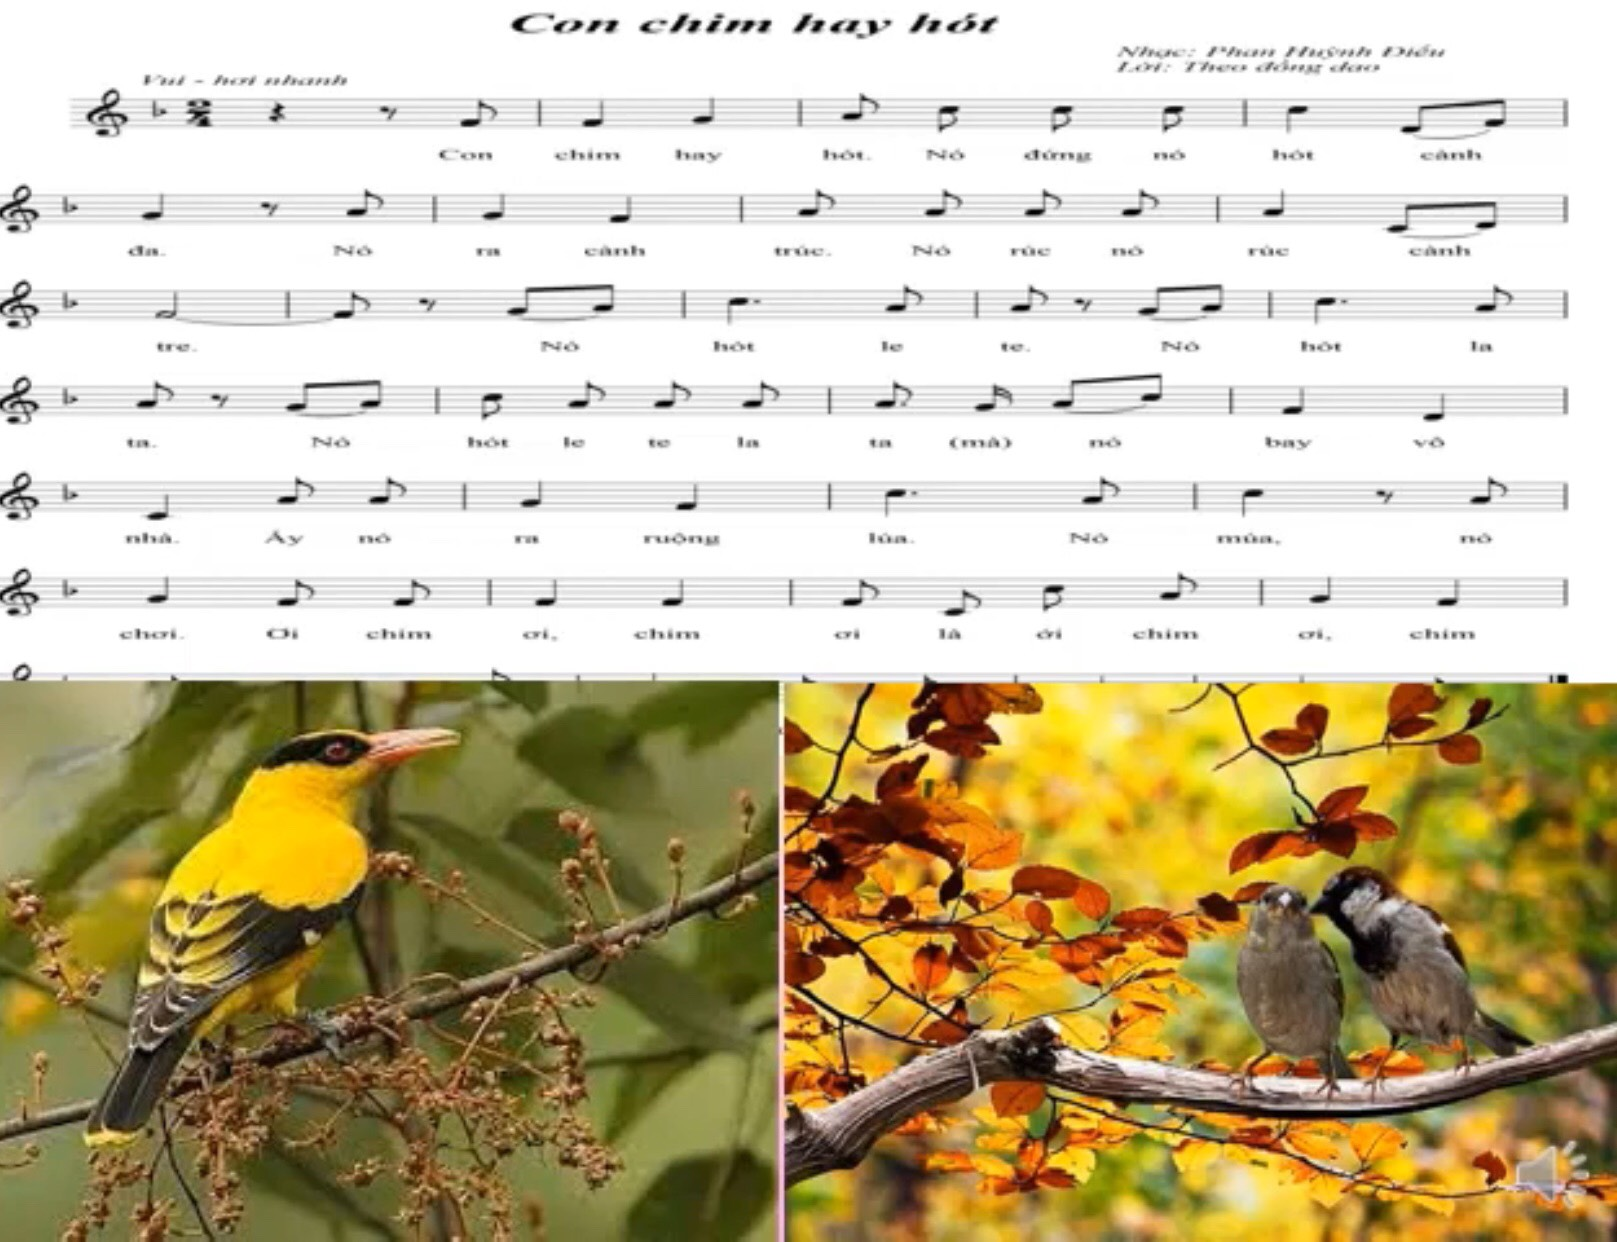 Con chim hay hót
Nhạc: Phan Huỳnh Điểu
Lời: Theo đồng dao
Vui - hơi nhanh
2/4
Con chim hay hót. Nó đứng nó hót cành
đa. Nó ra cành trúc. Nó rúc nó rúc cành
tre. Nó hót le te. Nó hót la
ta. Nó hót le te la ta (mà) nó bay vô
nhà. Ấy nó ra ruộng lúa. Nó múa, nó
chơi. Ơi chim ơi, chim ơi là ới chim ơi, chim